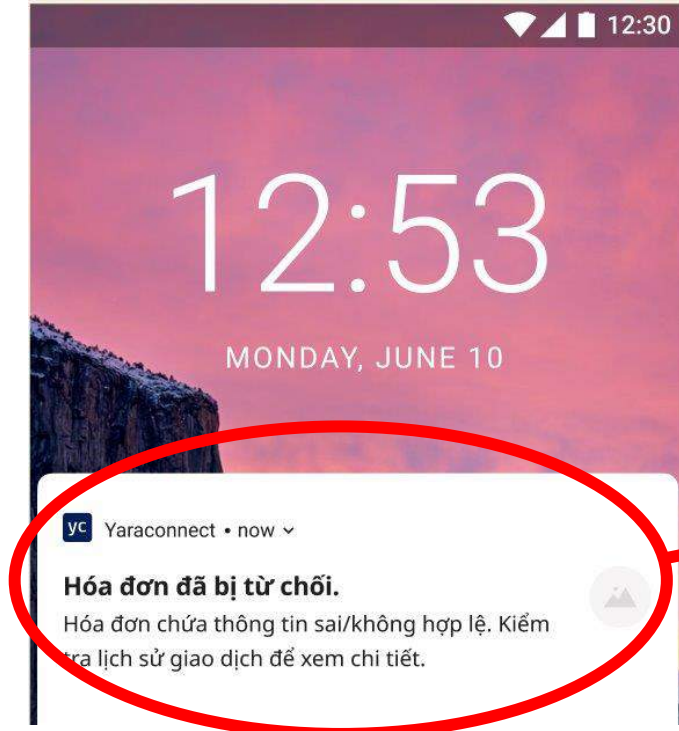 12:30
12:53
MONDAY, JUNE 10
yc Yaraconnect • now
Hóa đơn đã bị từ chối.
Hóa đơn chứa thông tin sai/không hợp lệ. Kiểm
tra lịch sử giao dịch để xem chi tiết.